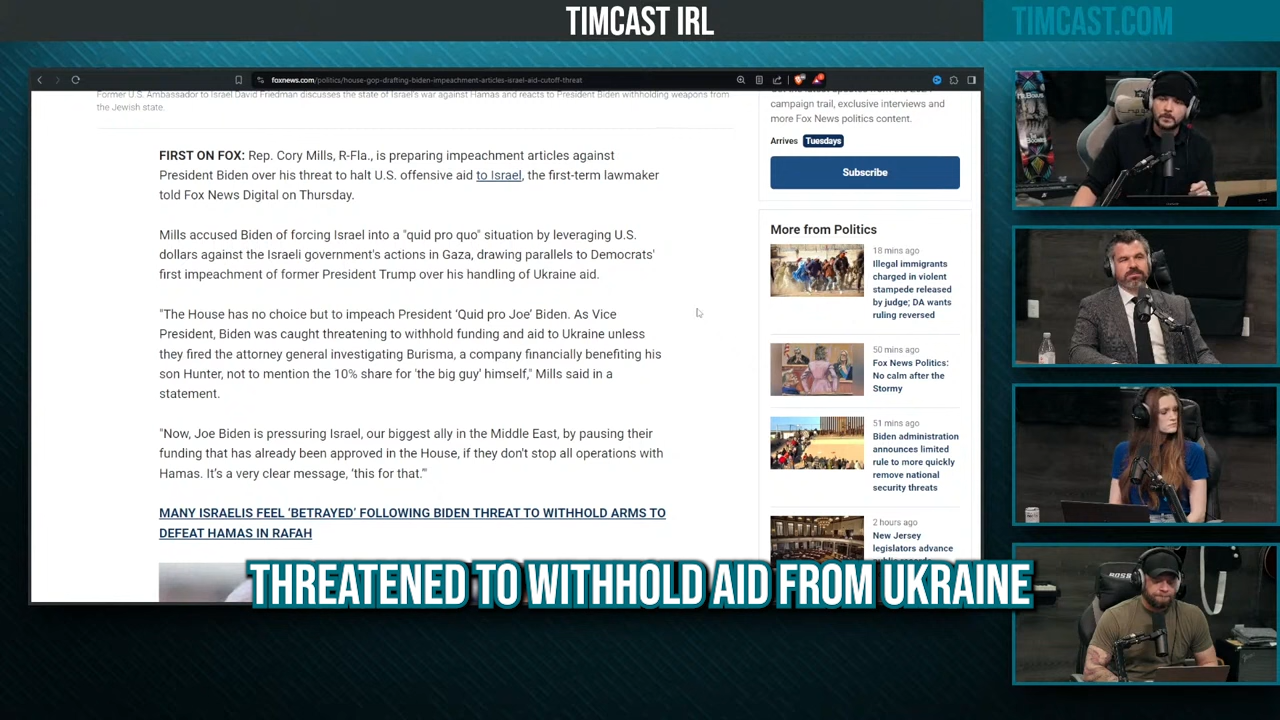 TIMCAST IRL
TIMCAST.COM
foxnews.com/politics/house-gop-drafting-biden-impeachment-articles-israel-aid-cutoff-threat
Former U.S. Ambassador to Israel David Friedman discusses the state of Israel's war against Hamas and reacts to President Biden withholding weapons from
the Jewish state.
FIRST ON FOX: Rep. Cory Mills, R-Fla., is preparing impeachment articles against
President Biden over his threat to halt U.S. offensive aid to Israel, the first-term lawmaker
told Fox News Digital on Thursday.
Mills accused Biden of forcing Israel into a "quid pro quo" situation by leveraging U.S.
dollars against the Israeli government's actions in Gaza, drawing parallels to Democrats'
first impeachment of former President Trump over his handling of Ukraine aid.
"The House has no choice but to impeach President ‘Quid pro Joe’ Biden. As Vice
President, Biden was caught threatening to withhold funding and aid to Ukraine unless
they fired the attorney general investigating Burisma, a company financially benefiting his
son Hunter, not to mention the 10% share for 'the big guy' himself," Mills said in a
statement.
"Now, Joe Biden is pressuring Israel, our biggest ally in the Middle East, by pausing their
funding that has already been approved in the House, if they don't stop all operations with
Hamas. It’s a very clear message, ‘this for that.’"
MANY ISRAELIS FEEL ‘BETRAYED’ FOLLOWING BIDEN THREAT TO WITHHOLD ARMS TO
DEFEAT HAMAS IN RAFAH
campaign trail, exclusive interviews and
more Fox News politics content.
Arrives Tuesdays
Subscribe
More from Politics
18 mins ago
Illegal immigrants
charged in violent
stampede released
by judge; DA wants
ruling reversed
50 mins ago
Fox News Politics:
No calm after the
Stormy
51 mins ago
Biden administration
announces limited
rule to more quickly
remove national
security threats
2 hours ago
New Jersey
legislators advance
THREATENED TO WITHHOLD AID FROM UKRAINE